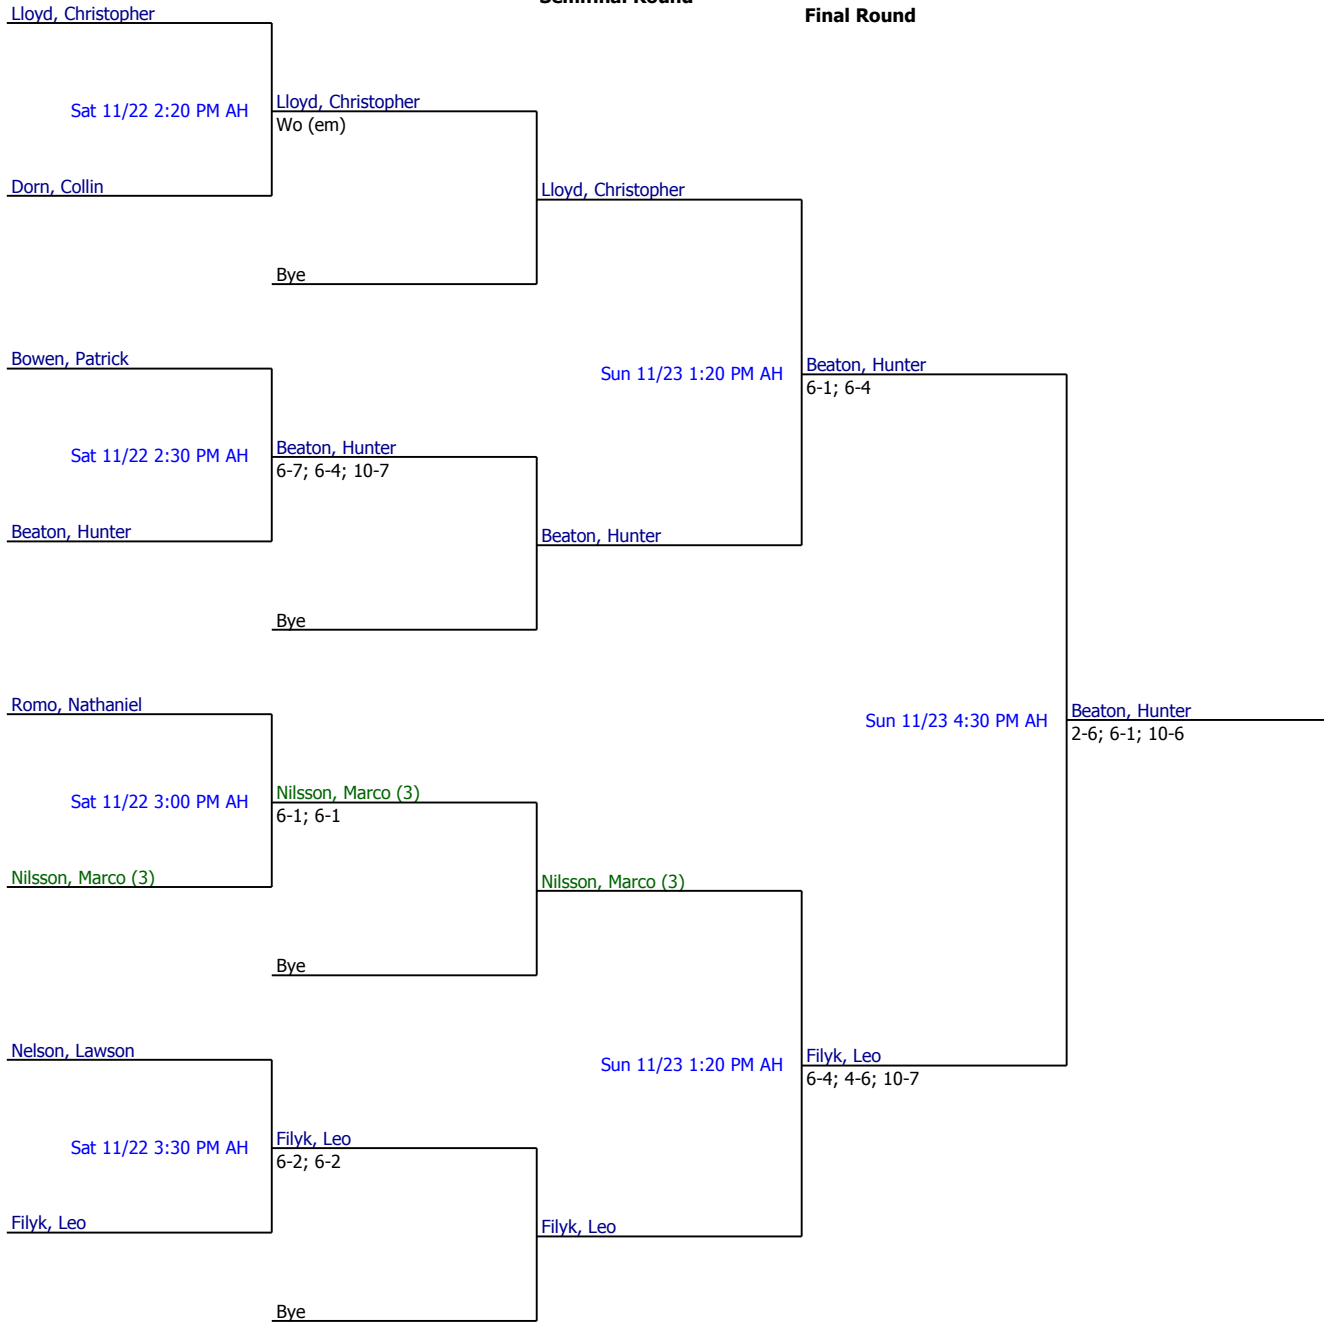 Semifinal Round
Final Round
Lloyd, Christopher
Sat 11/22 2:20 PM AH
Lloyd, Christopher
Wo (em)
Dorn, Collin
Lloyd, Christopher
Bye
Bowen, Patrick
Sun 11/23 1:20 PM AH
Beaton, Hunter
6-1; 6-4
Sat 11/22 2:30 PM AH
Beaton, Hunter
6-7; 6-4; 10-7
Beaton, Hunter
Beaton, Hunter
Bye
Romo, Nathaniel
Sun 11/23 4:30 PM AH
Beaton, Hunter
2-6; 6-1; 10-6
Sat 11/22 3:00 PM AH
Nilsson, Marco (3)
6-1; 6-1
Nilsson, Marco (3)
Nilsson, Marco (3)
Bye
Nelson, Lawson
Sun 11/23 1:20 PM AH
Filyk, Leo
6-4; 4-6; 10-7
Sat 11/22 3:30 PM AH
Filyk, Leo
6-2; 6-2
Filyk, Leo
Filyk, Leo
Bye